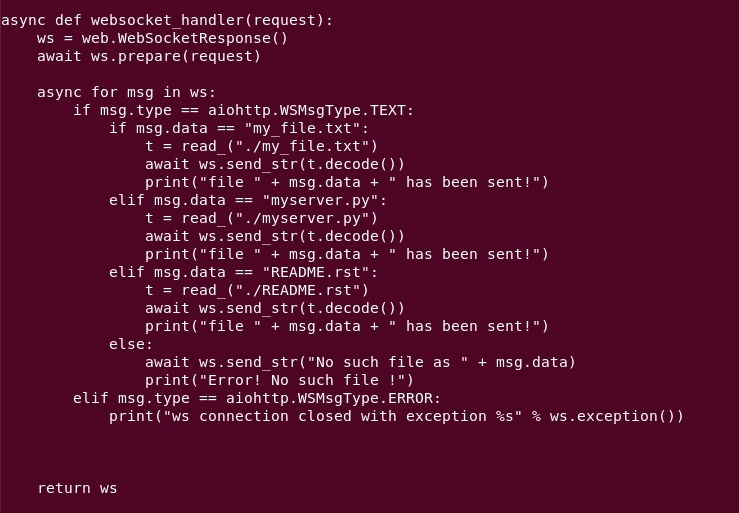 async def websocket_handler(request):
    ws = web.WebSocketResponse()
    await ws.prepare(request)

    async for msg in ws:
        if msg.type == aiohttp.WSMsgType.TEXT:
            if msg.data == "my_file.txt":
                t = read_("./my_file.txt")
                await ws.send_str(t.decode())
                print("file " + msg.data + " has been sent!")
            elif msg.data == "myserver.py":
                t = read_("./myserver.py")
                await ws.send_str(t.decode())
                print("file " + msg.data + " has been sent!")
            elif msg.data == "README.rst":
                t = read_("./README.rst")
                await ws.send_str(t.decode())
                print("file " + msg.data + " has been sent!")
            else:
                await ws.send_str("No such file as " + msg.data)
                print("Error! No such file !")
        elif msg.type == aiohttp.WSMsgType.ERROR:
            print("ws connection closed with exception %s" % ws.exception())

    return ws